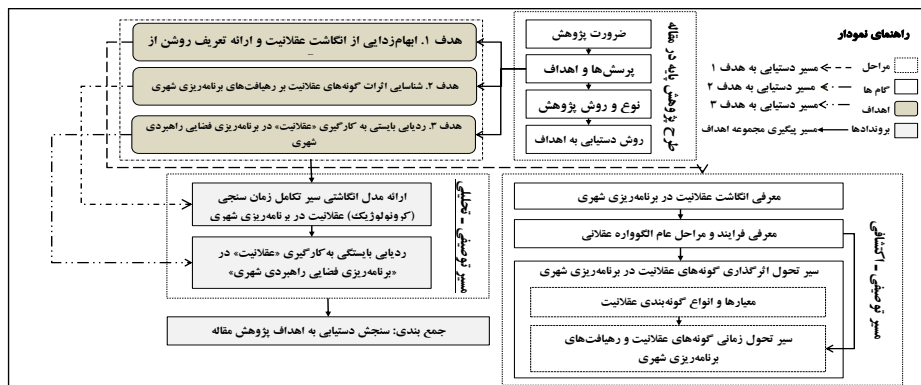 راهنمای نمودار
مراحل
گام ها
اهداف
بروندادها
مسیر دستیابی به هدف ۱
مسیر دستیابی به هدف ۲
مسیر دستیابی به هدف ۳
مسیر پیگیری مجموعه اهداف
طرح پژوهش پایه در مقاله
ضرورت پژوهش
پرسش‌ها و اهداف
نوع و روش پژوهش
روش دستیابی به اهداف
هدف ۱. ابهام‌زدایی از انگاشت عقلانیت و ارائه تعریف روشن از
هدف ۲. شناسایی اثرات گونه‌های عقلانیت بر رهیافت‌های برنامه‌ریزی شهری
هدف ۳. ردیابی بایستی به کارگیری «عقلانیت» در برنامه‌ریزی فضایی راهبردی
شهری
مسیر توصیفی ـ اکتشافی
معرفی انگاشت عقلانیت در برنامه‌ریزی شهری
معرفی فرایند و مراحل عام الگوواره عقلانی
سیر تحول اثرگذاری گونه‌های عقلانیت در برنامه‌ریزی شهری
معیارها و انواع گونه‌بندی عقلانیت
سیر تحول زمانی گونه‌های عقلانیت و رهیافت‌های
برنامه‌ریزی شهری
مسیر توصیفی ـ تحلیلی
ارائه مدل انگاشتی سیر تکامل زمان سنجی
(کرونولوژیک) عقلانیت در برنامه‌ریزی شهری
ردیابی بایستگی به کارگیری «عقلانیت» در
«برنامه‌ریزی فضایی راهبردی شهری»
جمع بندی: سنجش دستیابی به اهداف پژوهش مقاله